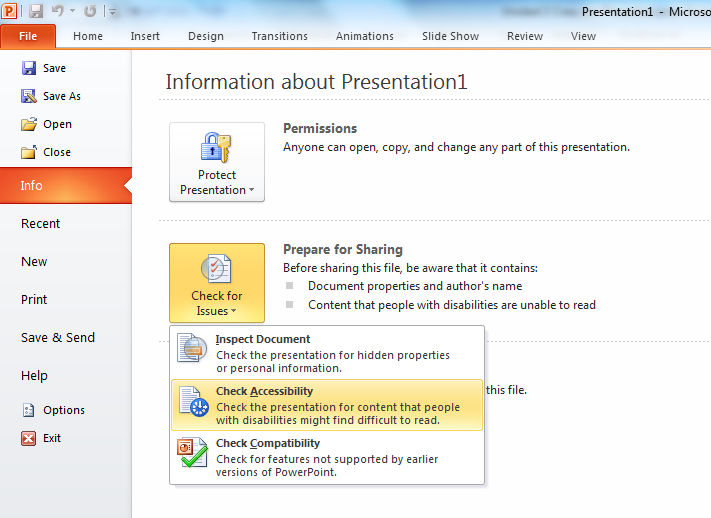 Presentation1 - Microso
File Home Insert Design Transitions Animations Slide Show Review View
Save
Save As
Open
Close
Info
Recent
New
Print
Save & Send
Help
Options
Exit
Information about Presentation1
Protect
Presentation
Permissions
Anyone can open, copy, and change any part of this presentation.
Check for
Issues
Prepare for Sharing
Before sharing this file, be aware that it contains:
Document properties and author's name
Content that people with disabilities are unable to read
Inspect Document
Check the presentation for hidden properties
or personal information.
Check Accessibility
Check the presentation for content that people
with disabilities might find difficult to read.
this file.
Check Compatibility
Check for features not supported by earlier
versions of PowerPoint.